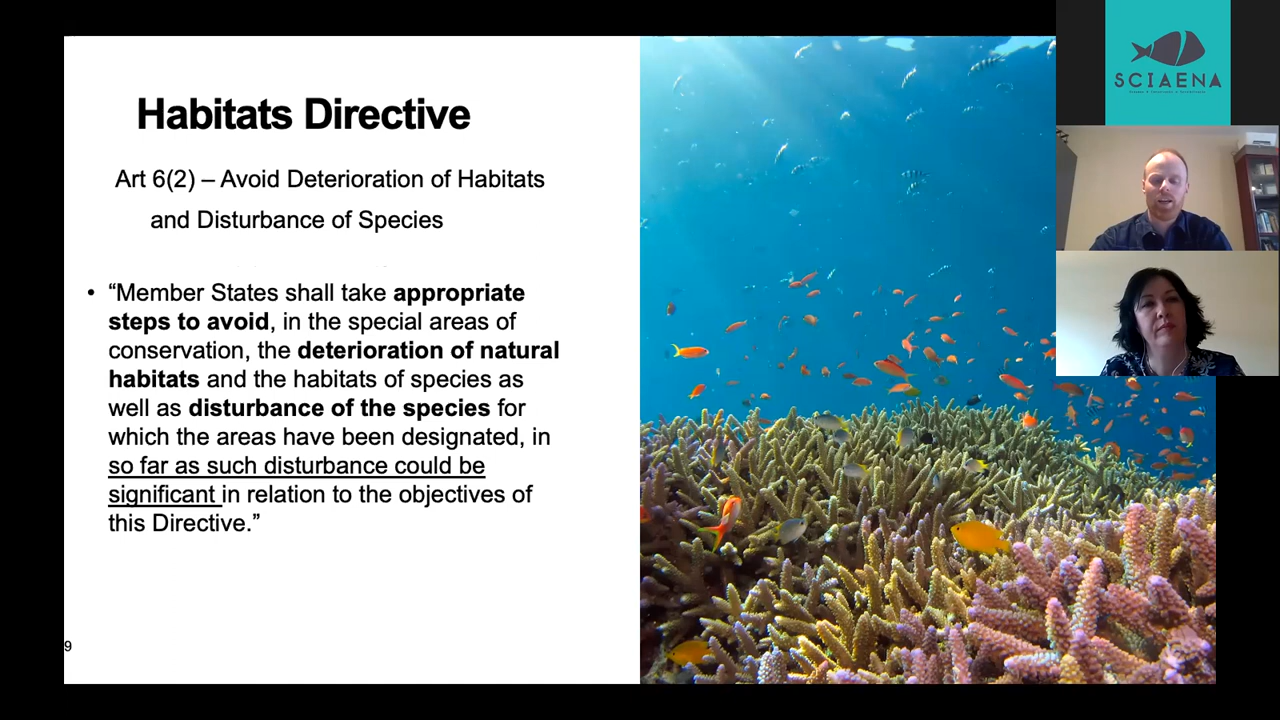 Habitats Directive
Art 6(2) – Avoid Deterioration of Habitats
and Disturbance of Species
• “Member States shall take appropriate
steps to avoid, in the special areas of
conservation, the deterioration of natural
habitats and the habitats of species as
well as disturbance of the species for
which the areas have been designated, in
so far as such disturbance could be
significant in relation to the objectives of
this Directive.”
9
SCIAENA